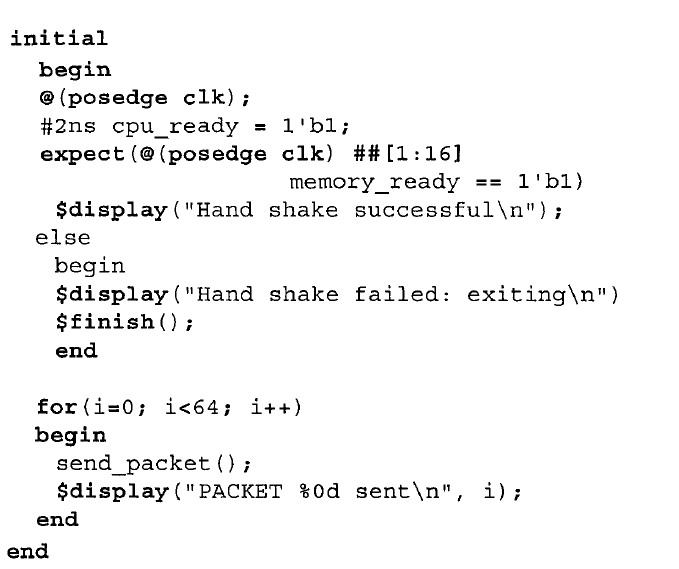 initial
begin
@(posedge clk);
#2ns cpu_ready = 1'b1;
expect(@(posedge clk) ##[1:16]
memory_ready == 1'b1)
$display("Hand shake successful\n");
else
begin
$display("Hand shake failed: exiting\n")
$finish();
end
for(i=0; i<64; i++)
begin
send_packet();
$display("PACKET %0d sent\n", i);
end
end